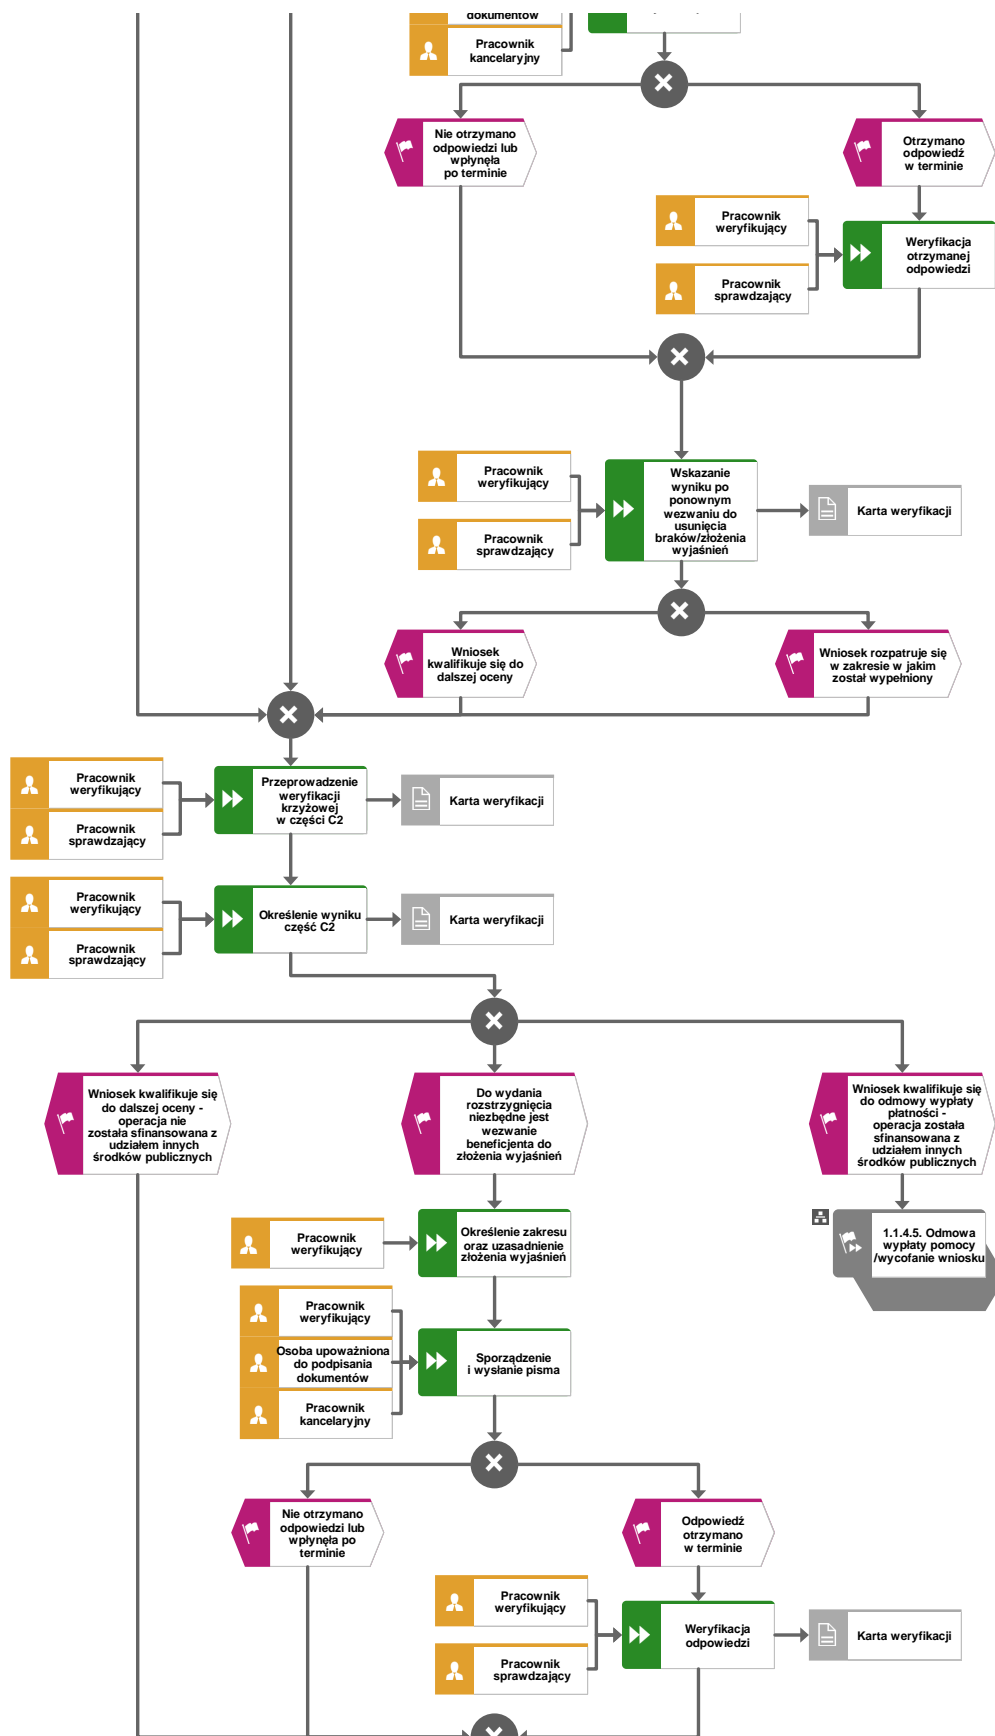 dokumentów
Pracownik
kancelaryjny
Nie otrzymano
odpowiedzi lub
wpłynęła
po terminie
Otrzymano
odpowiedź
w terminie
Pracownik
weryfikujący
Pracownik
sprawdzający
Weryfikacja
otrzymanej
odpowiedzi
Pracownik
weryfikujący
Pracownik
sprawdzający
Wskazanie
wyniku po
ponownym
wezwaniu do
usunięcia
braków/złożenia
wyjaśnień
Karta weryfikacji
Wniosek
kwalifikuje się do
dalszej oceny
Wniosek rozpatruje się
w zakresie w jakim
został wypełniony
Pracownik
weryfikujący
Pracownik
sprawdzający
Przeprowadzenie
weryfikacji
krzyżowej
w części C2
Karta weryfikacji
Pracownik
weryfikujący
Pracownik
sprawdzający
Określenie wyniku
część C2
Karta weryfikacji
Wniosek kwalifikuje się
do dalszej oceny -
operacja nie
została sfinansowana z
udziałem innych
środków publicznych
Do wydania
rozstrzygnięcia
niezbędne jest
wezwanie
beneficjenta do
złożenia wyjaśnień
Wniosek kwalifikuje się
do odmowy wypłaty
płatności -
operacja została
sfinansowana z
udziałem innych
środków publicznych
Pracownik
weryfikujący
Określenie zakresu
oraz uzasadnienie
złożenia wyjaśnień
1.1.4.5. Odmowa
wypłaty pomocy
/wycofanie wniosku
Pracownik
weryfikujący
Osoba upoważniona
do podpisania
dokumentów
Pracownik
kancelaryjny
Sporządzenie
i wysłanie pisma
Nie otrzymano
odpowiedzi lub
wpłynęła po
terminie
Odpowiedź
otrzymano
w terminie
Pracownik
weryfikujący
Pracownik
sprawdzający
Weryfikacja
odpowiedzi
Karta weryfikacji